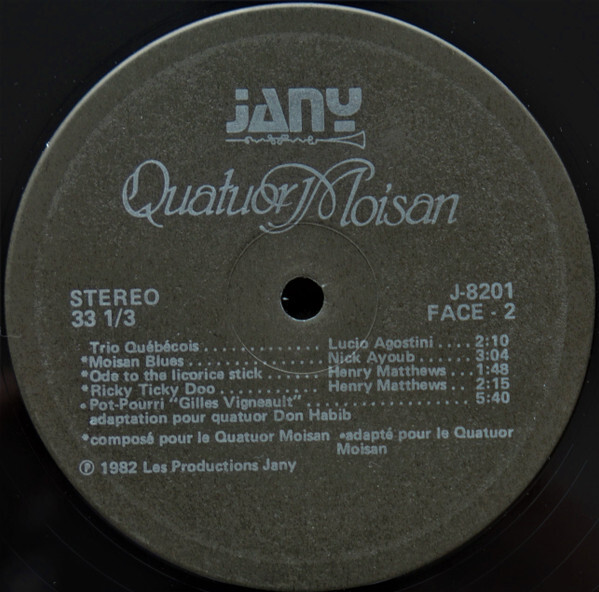 JANY
Quatuor Moisan
STEREO
33 1/3
J-8201
FACE - 2
Trio Québécois . . . . . . . . . . . . . . . Lucio Agostini . . . . 2:10
*Moisan Blues . . . . . . . . . . . . . . . . . Nick Ayoub . . . . . . 3:04
*Ode to the licorice stick . . . . . . . . Henry Matthews . . . 1:48
*Ricky Ticky Doo . . . . . . . . . . . . . Henry Matthews . . . 2:15
•Pot-Pourri "Gilles Vigneault" . . . . . . . . . . . . . . . . . . . . . 5:40
adaptation pour quatuor Don Habib
*composé pour le Quatuor Moisan •adapté pour le Quatuor
Moisan
℗ 1982 Les Productions Jany